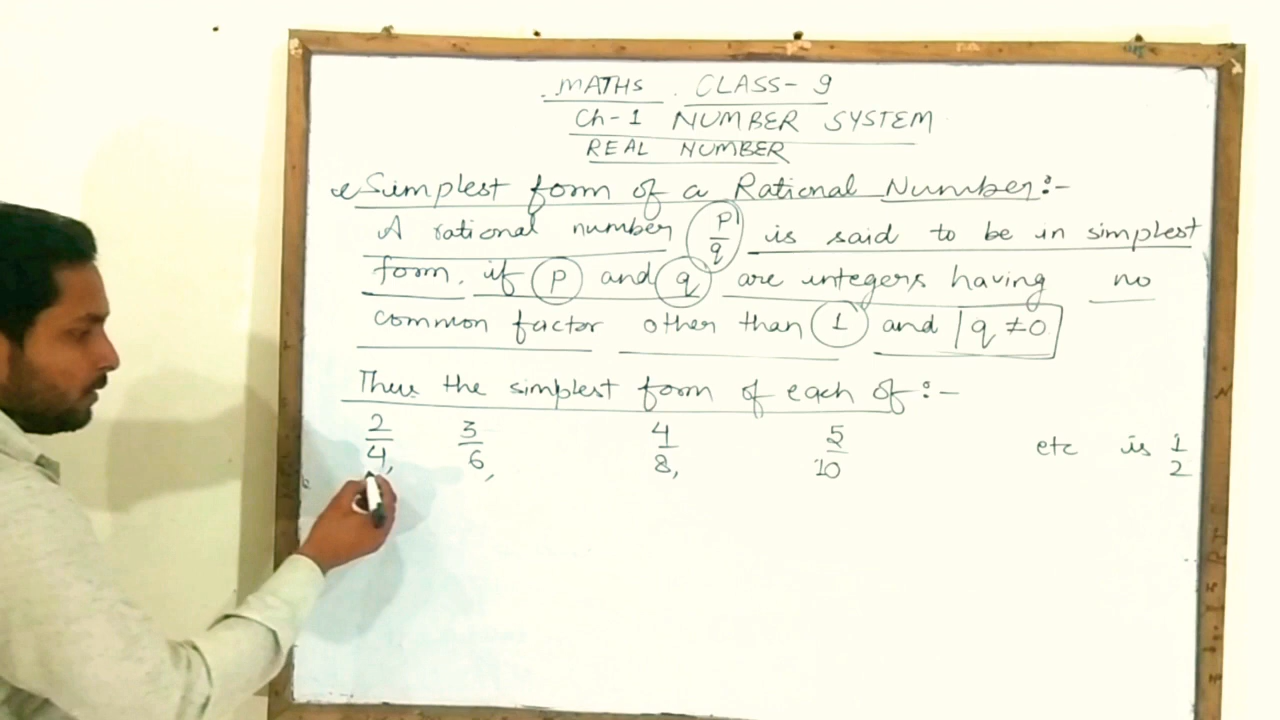 MATHS CLASS-9
Ch-1 NUMBER SYSTEM
REAL NUMBER
Simplest form of a Rational Number:-
A rational number p/q is said to be in simplest
form, if p and q are integers having no
common factor other than 1 and q ≠ 0
Thus the simplest form of each of:-
2/4, 3/6, 4/8, 5/10 etc is 1/2